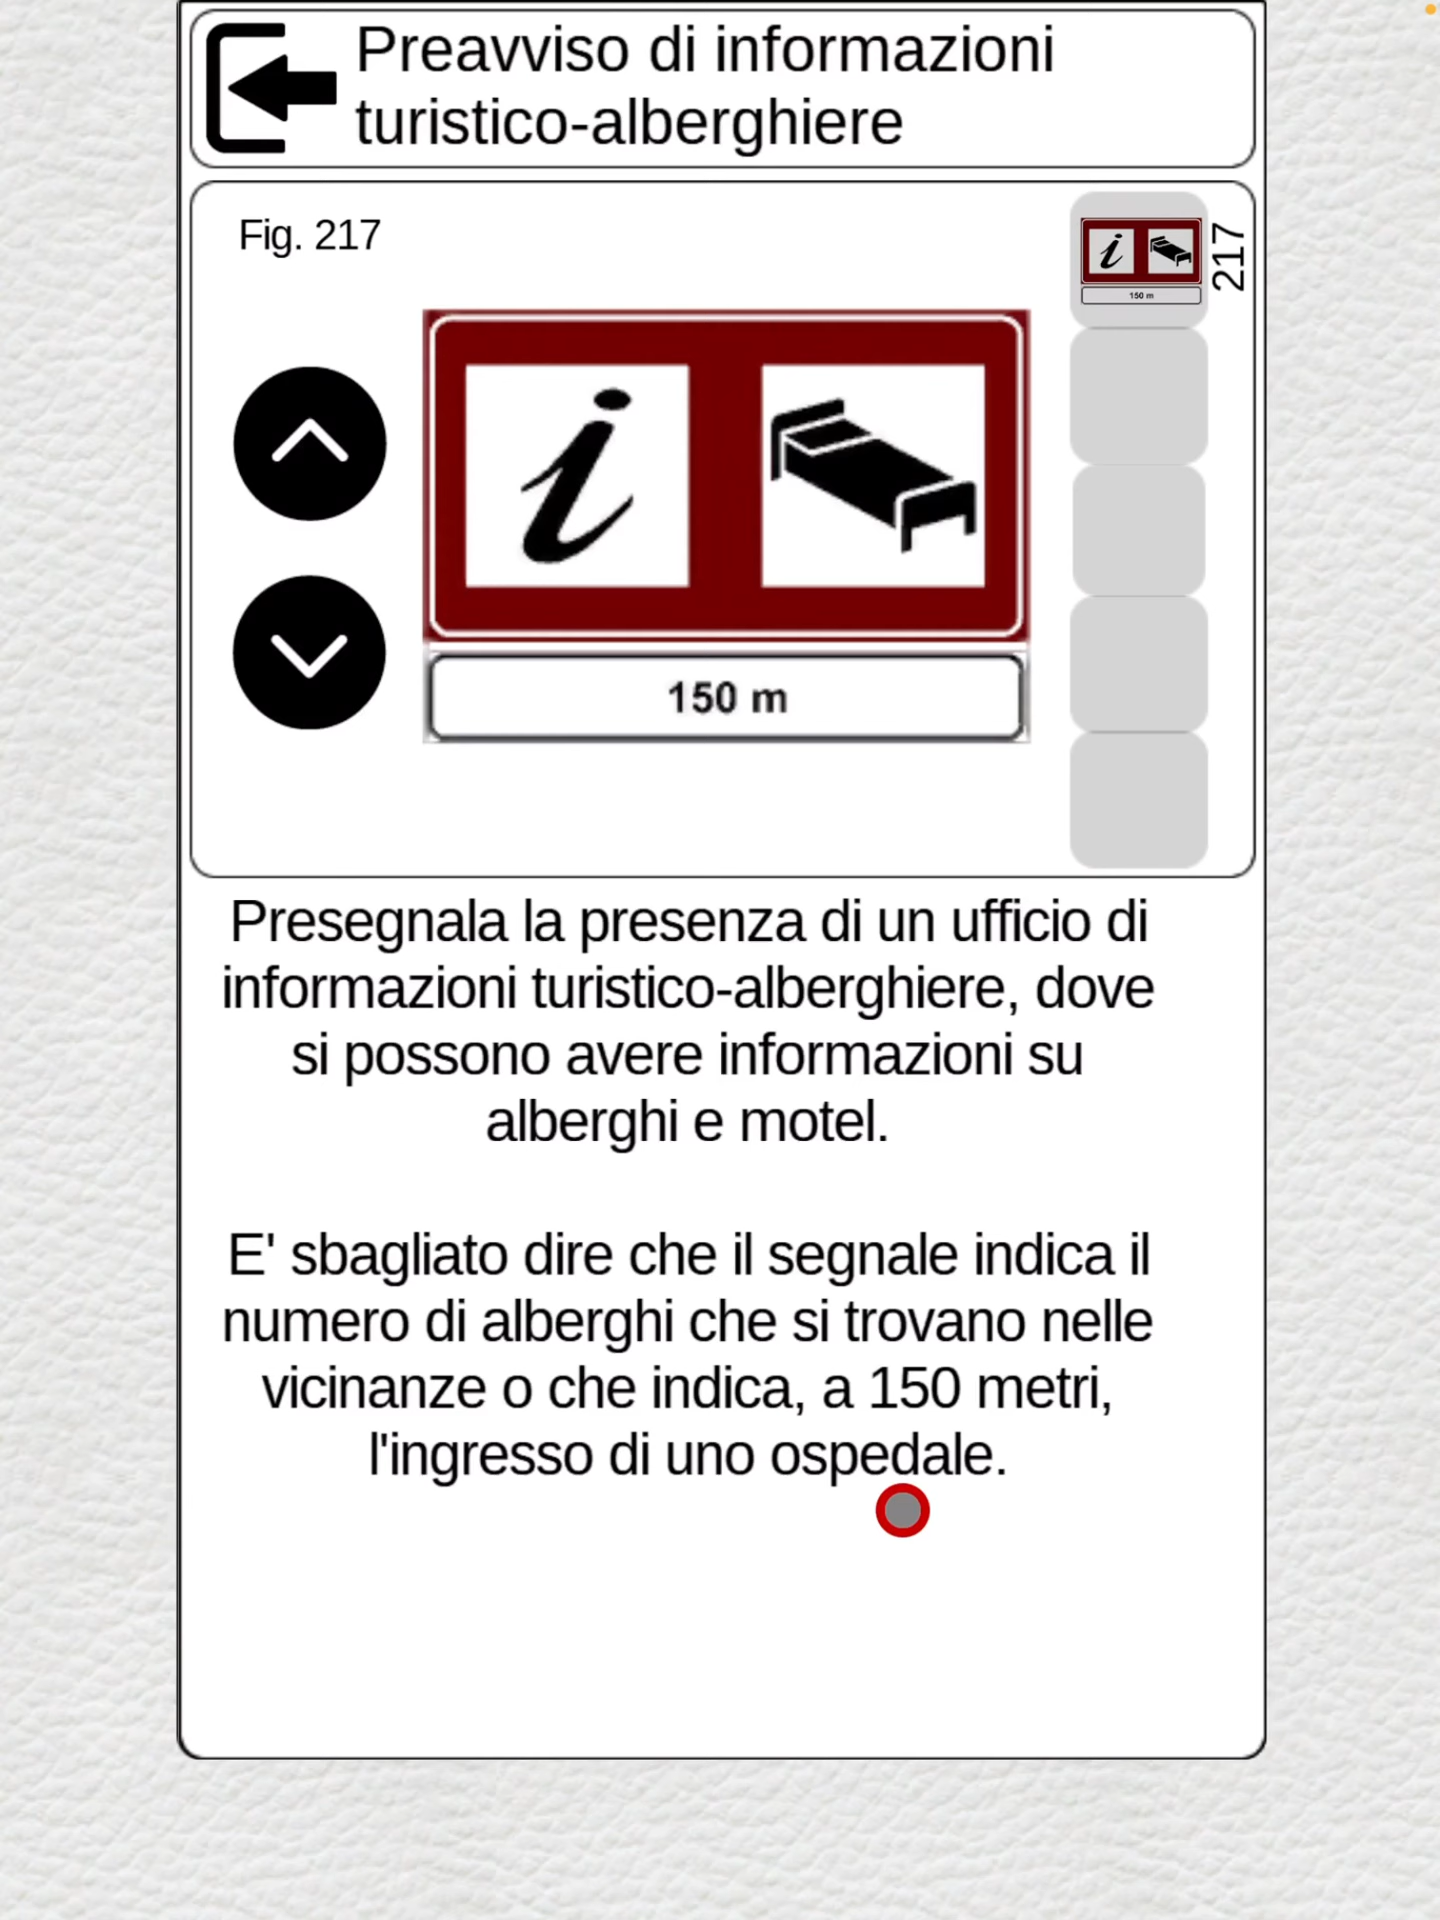 Preavviso di informazioni
turistico-alberghiere
Fig. 217
i
150 m
i
150 m
217
Presegnala la presenza di un ufficio di
informazioni turistico-alberghiere, dove
si possono avere informazioni su
alberghi e motel.
E' sbagliato dire che il segnale indica il
numero di alberghi che si trovano nelle
vicinanze o che indica, a 150 metri,
l'ingresso di uno ospedale.